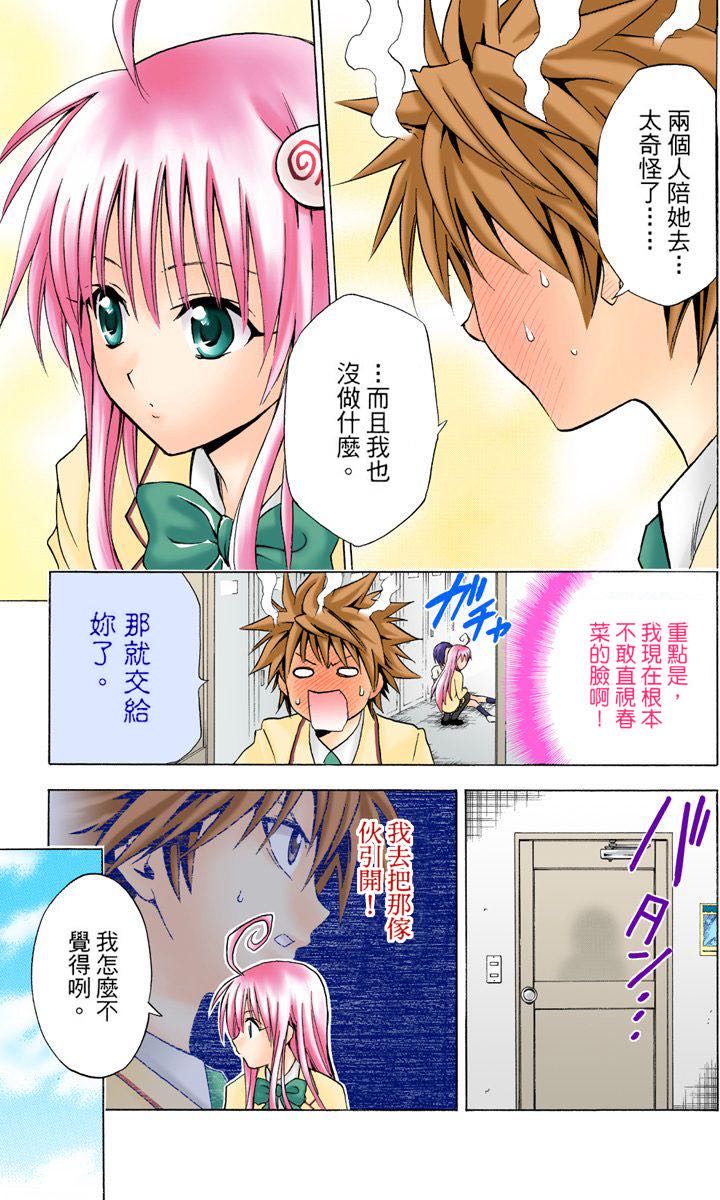 兩個人陪她去…
太奇怪了……
…而且我也
沒做什麼。
重點是，
我現在根本
不敢直視春
菜的臉啊！
ガチャ
那就交給
妳了。
バタン…
我去把那傢
伙引開！
我怎麼不
覺得咧。